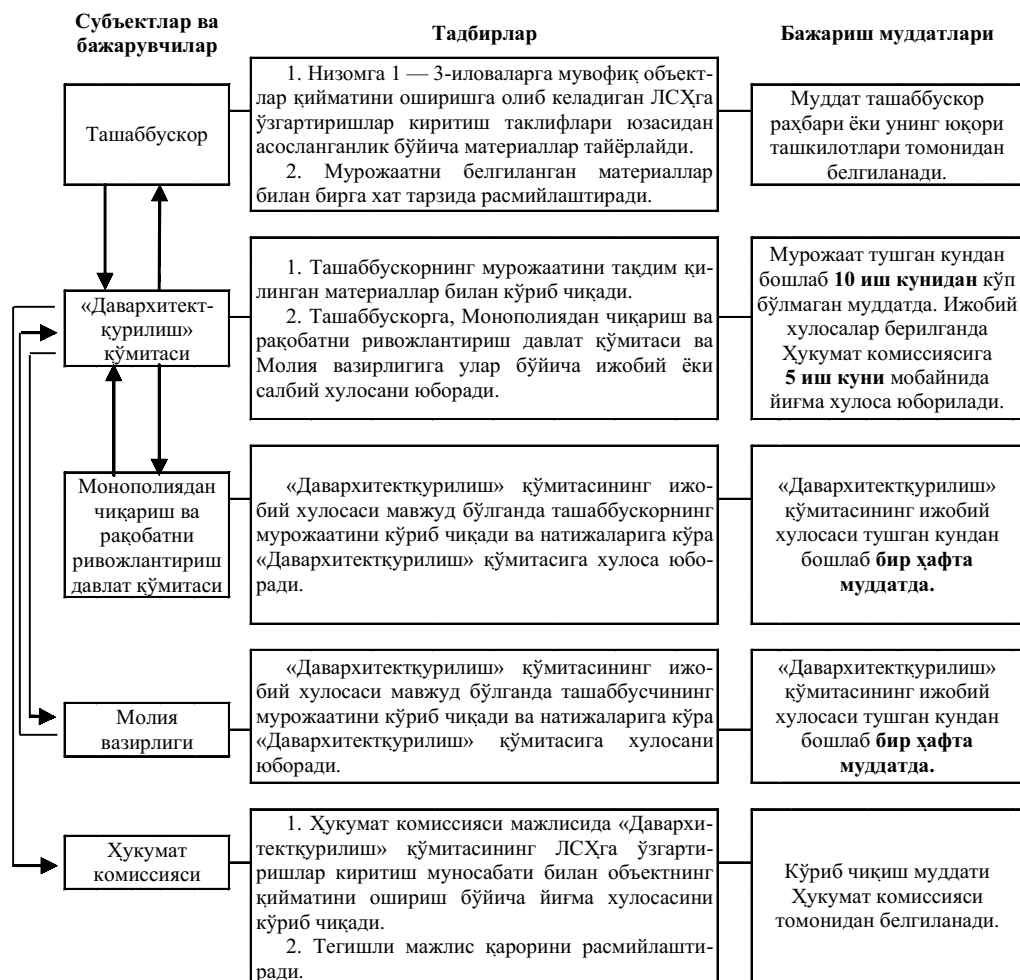 Субъектлар ва
бажарувчилар
Тадбирлар
Бажариш муддатлари
Ташаббускор
1. Низомга 1 — 3-иловаларга мувофиқ объект-
лар қийматини оширишга олиб келадиган ЛСҲга
ўзгартиришлар киритиш таклифлари юзасидан
асосланганлик бўйича материаллар тайёрлайди.
2. Мурожаатни белгиланган материаллар
билан бирга хат тарзида расмийлаштиради.
Муддат ташаббускор
раҳбари ёки унинг юқори
ташкилотлари томонидан
белгиланади.
«Давархитект-
қурилиш»
қўмитаси
1. Ташаббускорнинг мурожаатини тақдим қи-
линган материаллар билан кўриб чиқади.
2. Ташаббускорга, Монополиядан чиқариш ва
рақобатни ривожлантириш давлат қўмитаси ва
Молия вазирлигига улар бўйича ижобий ёки
салбий хулосани юборади.
Мурожаат тушган кундан
бошлаб 10 иш кунидан кўп
бўлмаган муддатда. Ижобий
хулосалар берилганда
Ҳукумат комиссиясига
5 иш куни мобайнида
йиғма хулоса юборилади.
Монополиядан
чиқариш ва
рақобатни
ривожлантириш
давлат қўмитаси
«Давархитектқурилиш» қўмитасининг ижо-
бий хулосаси мавжуд бўлганда ташаббускорнинг
мурожаатини кўриб чиқади ва натижаларига кўра
«Давархитектқурилиш» қўмитасига хулоса юбо-
ради.
«Давархитектқурилиш»
қўмитасининг ижобий
хулосаси тушган кундан
бошлаб бир ҳафта
муддатда.
Молия
вазирлиги
«Давархитектқурилиш» қўмитасининг ижо-
бий хулосаси мавжуд бўлганда ташаббусчининг
мурожаатини кўриб чиқади ва натижаларига кўра
«Давархитектқурилиш» қўмитасига хулосани
юборади.
«Давархитектқурилиш»
қўмитасининг ижобий
хулосаси тушган кундан
бошлаб бир ҳафта
муддатда.
Ҳукумат
комиссияси
1. Ҳукумат комиссияси мажлисида «Давархи-
тектқурилиш» қўмитасининг ЛСҲга ўзгарти-
ришлар киритиш муносабати билан объектнинг
қийматини ошириш бўйича йиғма хулосасини
кўриб чиқади.
2. Тегишли мажлис қарорини расмийлашти-
ради.
Кўриб чиқиш муддати
Ҳукумат комиссияси
томонидан белгиланади.